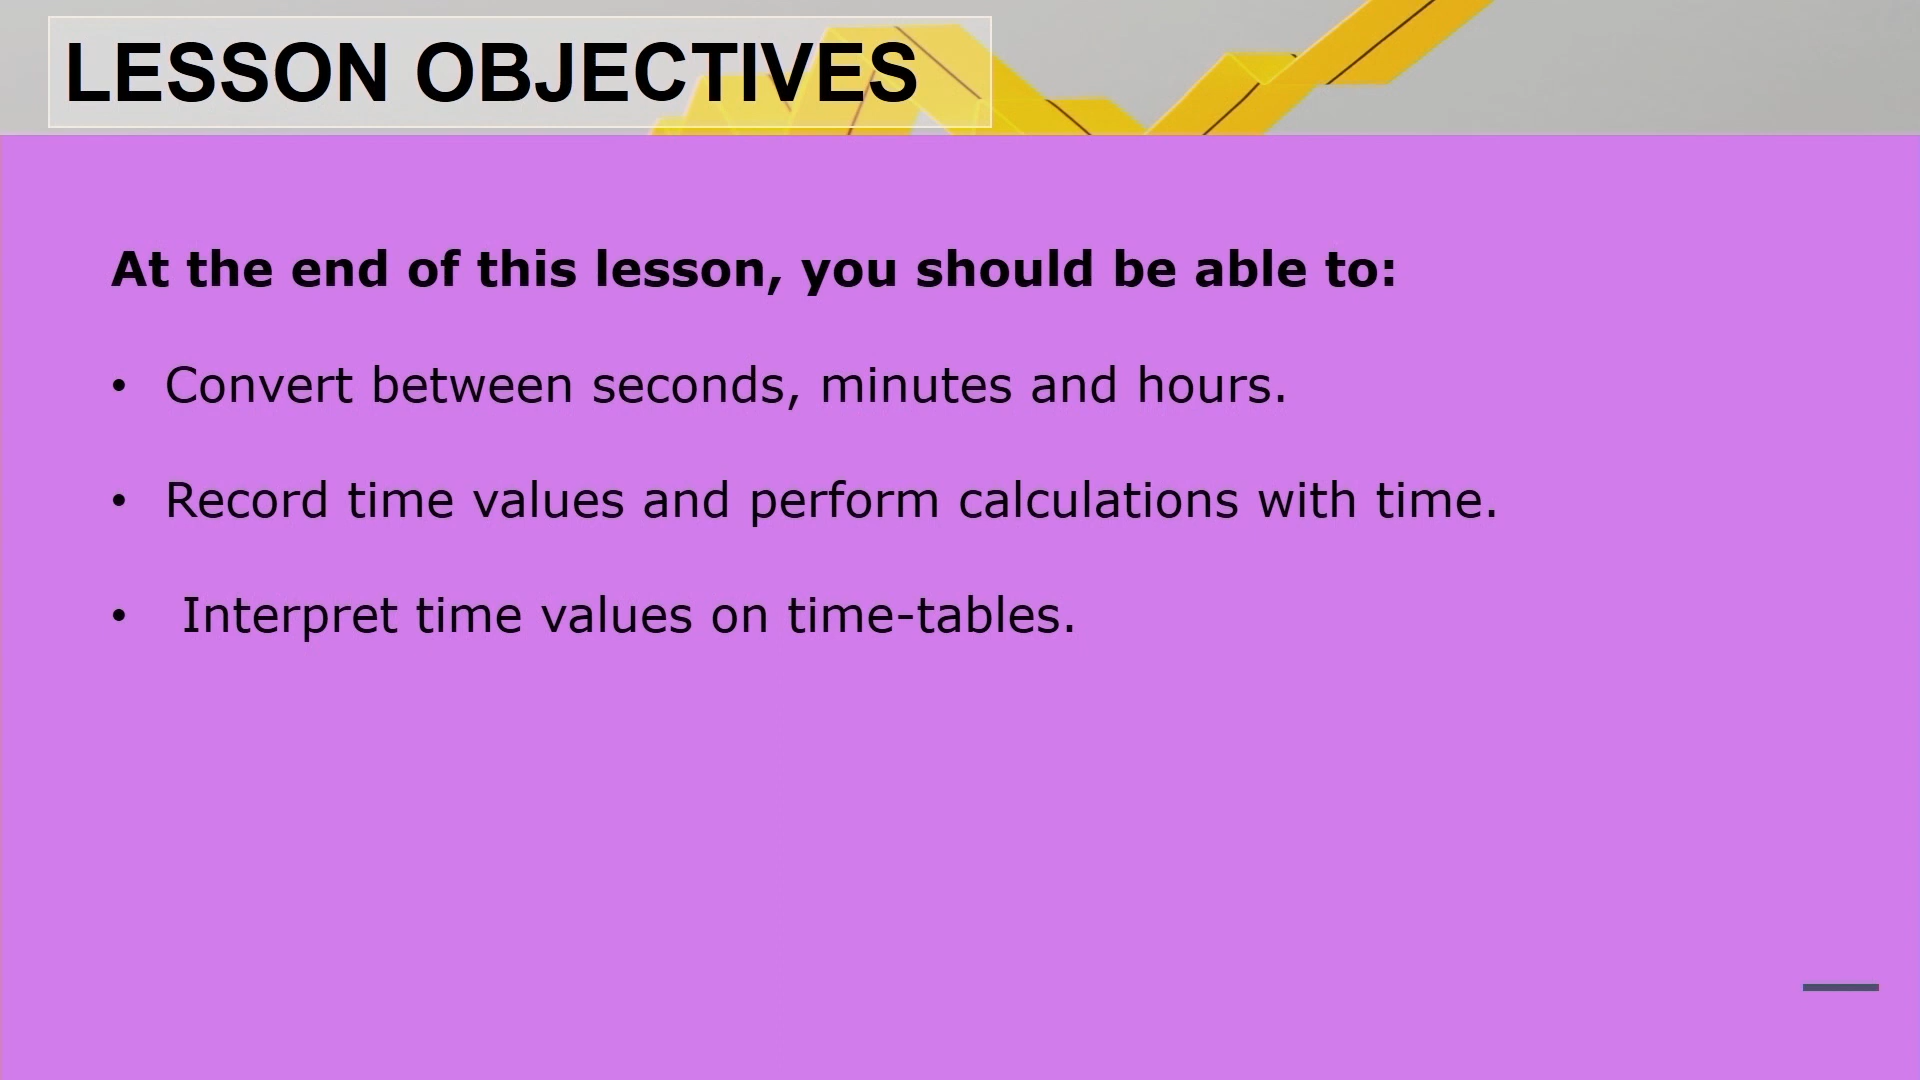 LESSON OBJECTIVES
At the end of this lesson, you should be able to:
• Convert between seconds, minutes and hours.
• Record time values and perform calculations with time.
• Interpret time values on time-tables.